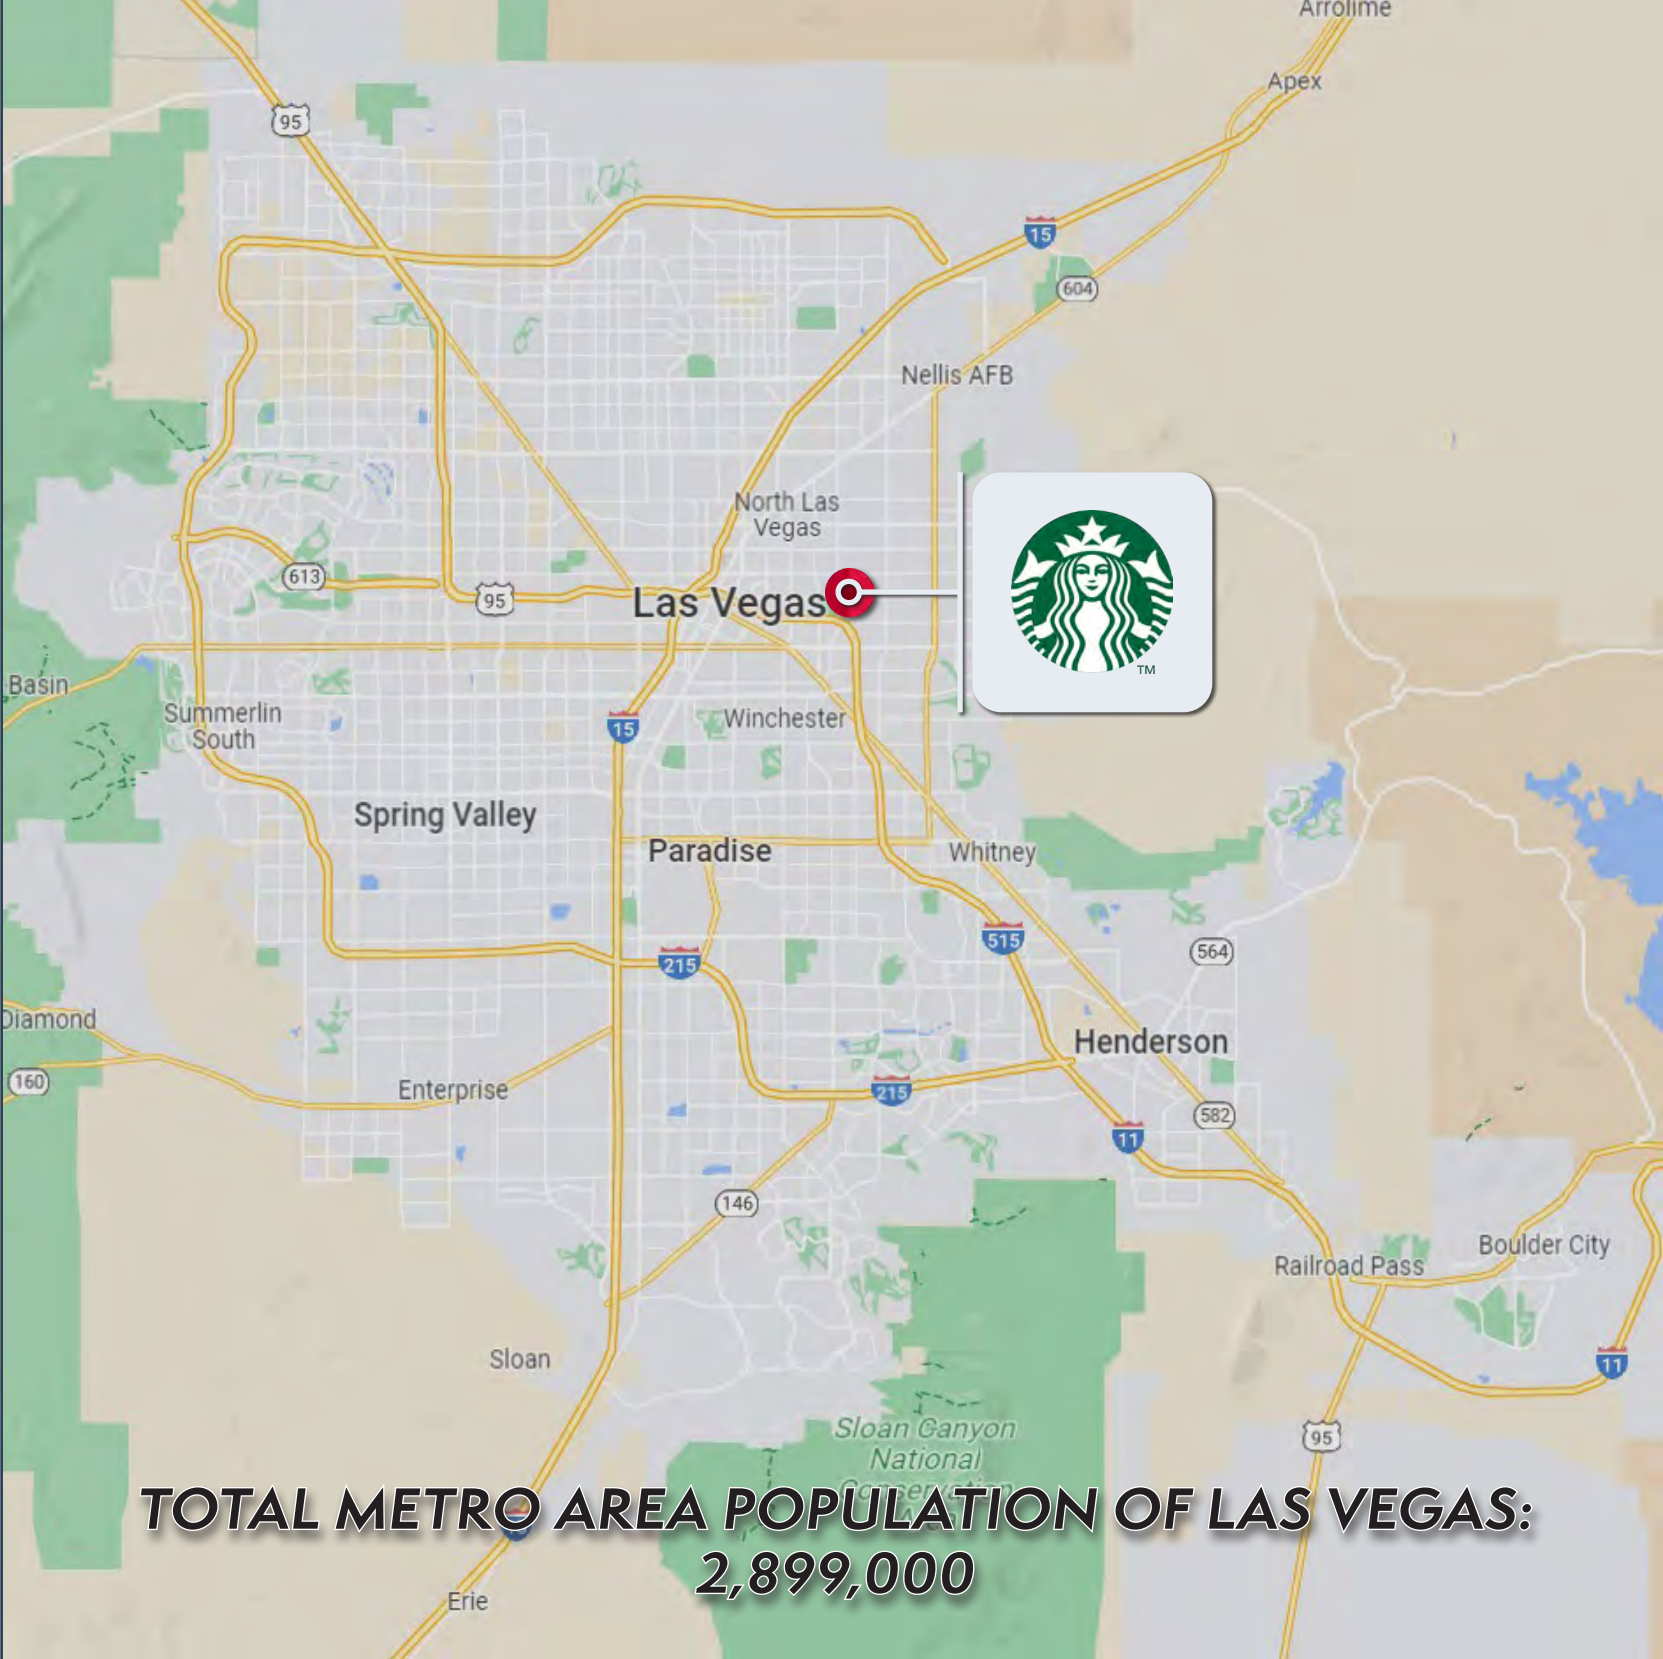 Arrolime
Apex
95
15
604
Nellis AFB
North Las
Vegas
613
95
Las Vegas
TM
Basin
Summerlin
South
15
Winchester
Spring Valley
Paradise
Whitney
515
564
215
Diamond
Henderson
160
Enterprise
215
582
11
146
Boulder City
Railroad Pass
Sloan
11
Sloan Canyon
National
Conservation
95
TOTAL METRO AREA POPULATION OF LAS VEGAS:
2,899,000
Erie